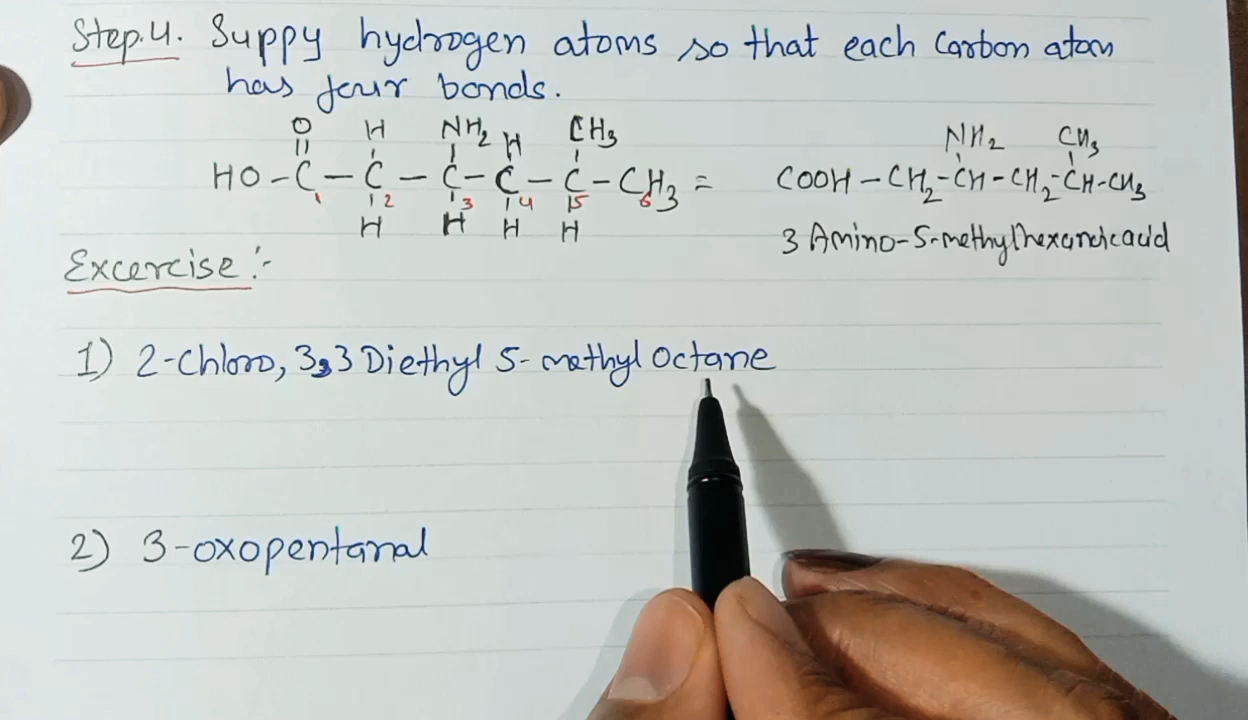 Step.4. Suppy hydrogen atoms so that each Carbon atom
has four bonds.
O H NH2 H CH3
HO-C-C-C-C-C-CH3 =
1 2 3 4 5 6
H H H H
NH2 CH3
COOH-CH2-CH-CH2-CH-CH3
3 Amino-5-methylhexanoicacid
Excercise:-
1) 2-Chloro, 3,3 Diethyl 5-methyl octane
2) 3-oxopentanal